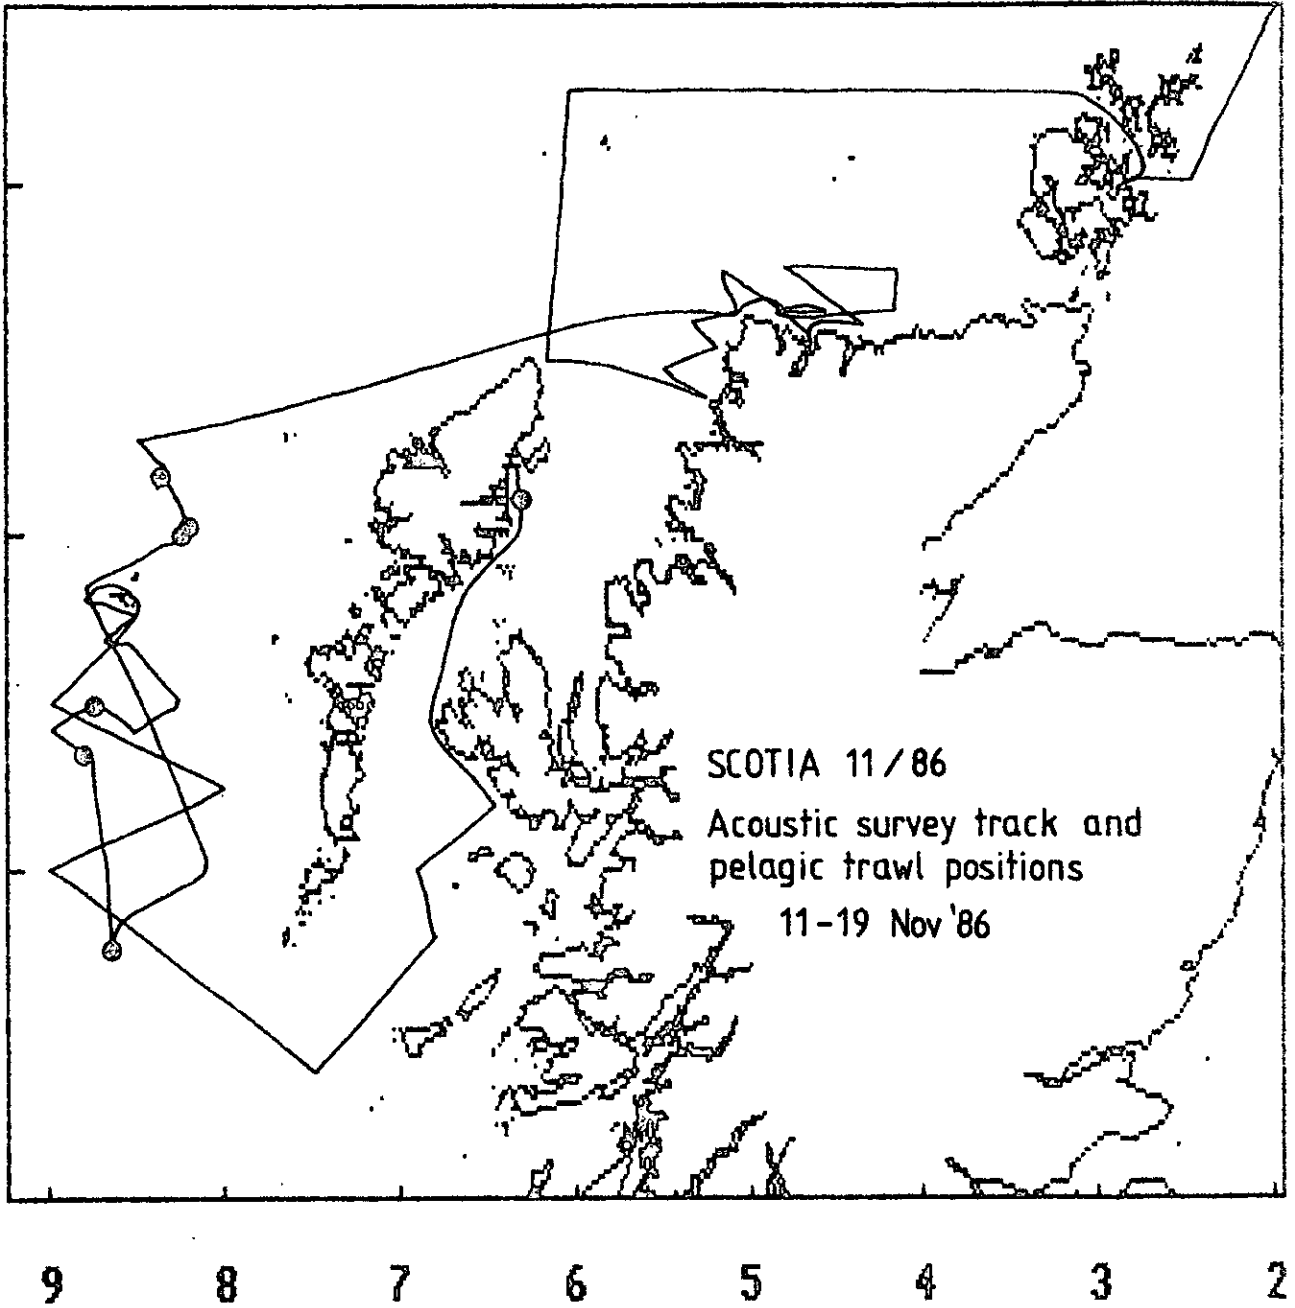 SCOTIA 11/86
Acoustic survey track and
pelagic trawl positions
11-19 Nov '86
9 8 7 6 5 4 3 2